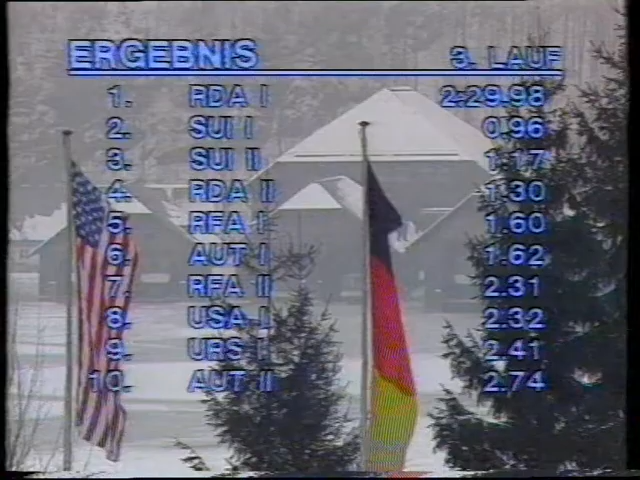 ERGEBNIS 3. LAUF
1. RDA I 2:29.98
2. SUI I 0.96
3. SUI II 1.17
4. RDA II 1.30
5. RFA I 1.60
6. AUT I 1.62
7. RFA II 2.31
8. USA I 2.32
9. URS I 2.41
10. AUT II 2.74